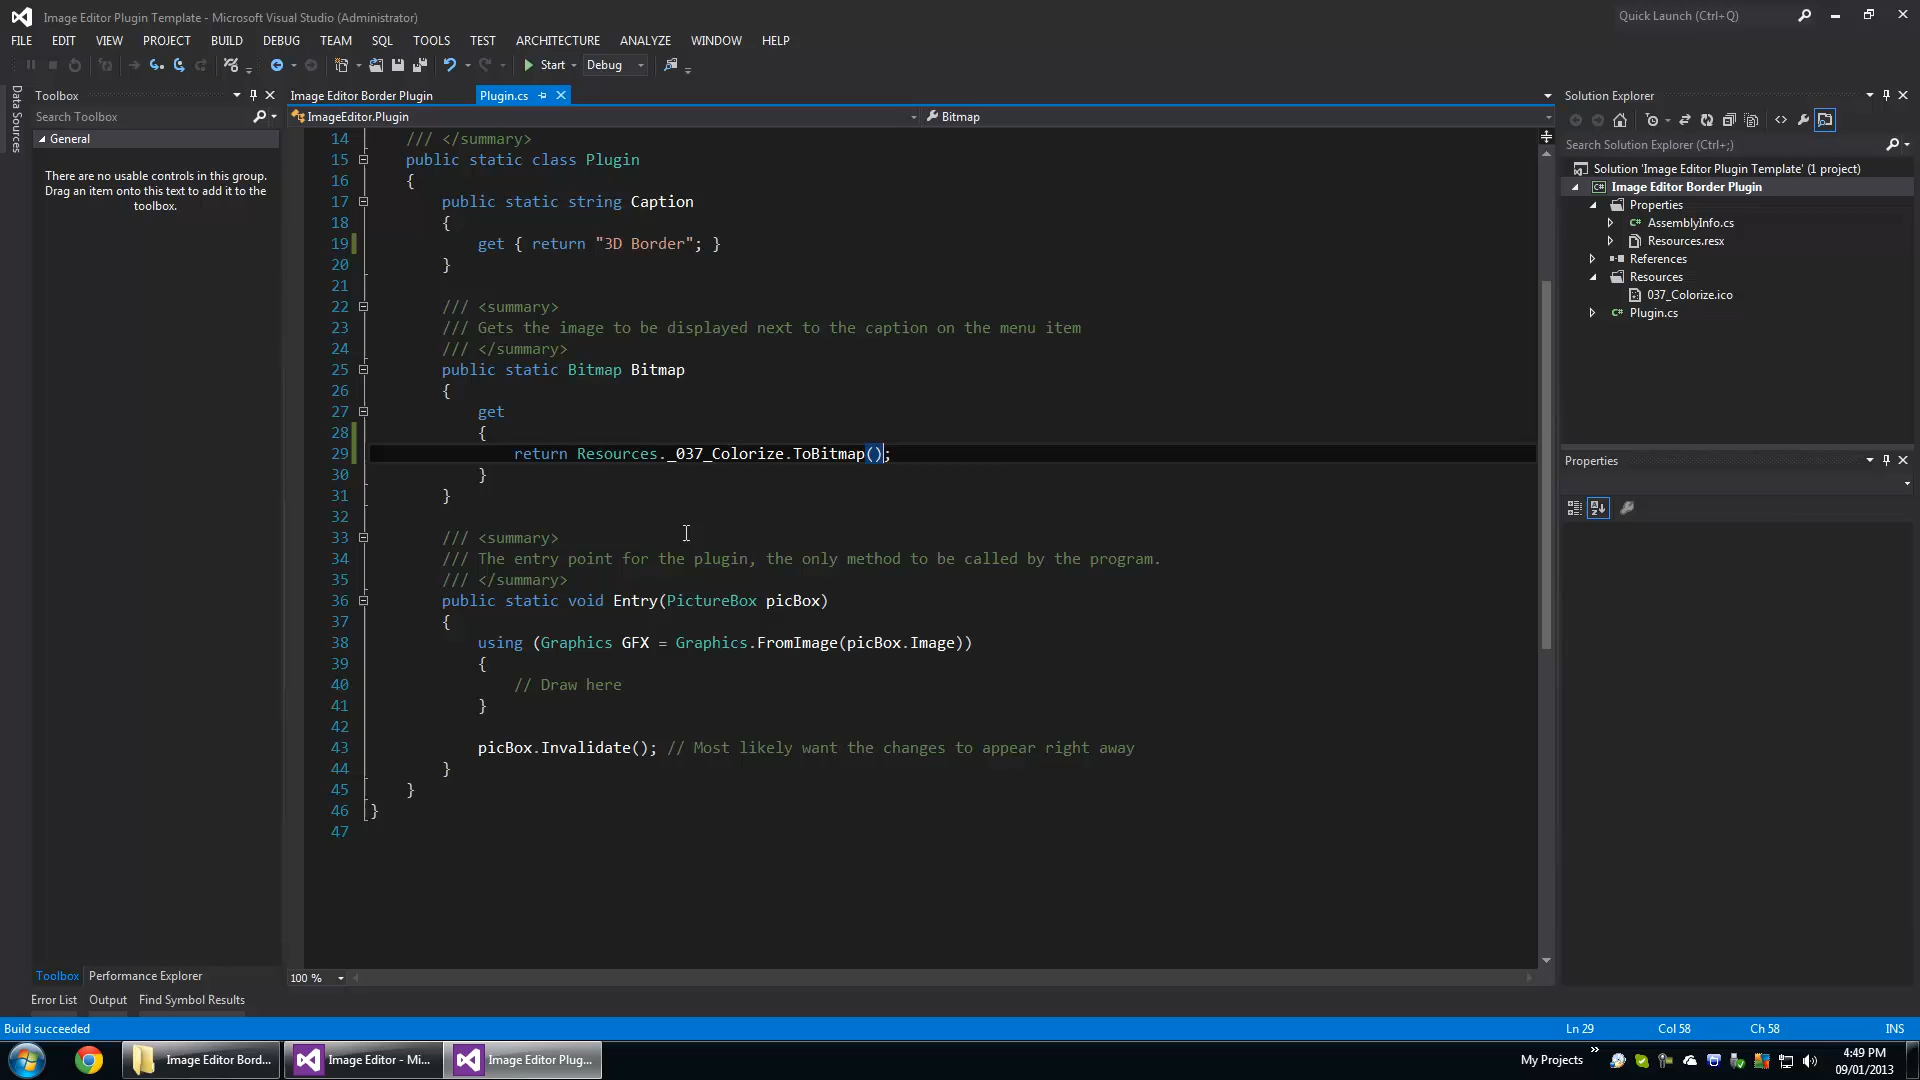 Image Editor Plugin Template - Microsoft Visual Studio (Administrator)
Quick Launch (Ctrl+Q)
FILE EDIT VIEW PROJECT BUILD DEBUG TEAM SQL TOOLS TEST ARCHITECTURE ANALYZE WINDOW HELP
Start Debug
Data Sources
Toolbox
Search Toolbox
General
There are no usable controls in this group.
Drag an item onto this text to add it to the
toolbox.
Image Editor Border Plugin Plugin.cs
ImageEditor.Plugin Bitmap
14 /// </summary>
15 public static class Plugin
16 {
17 public static string Caption
18 {
19 get { return "3D Border"; }
20 }
21
22 /// <summary>
23 /// Gets the image to be displayed next to the caption on the menu item
24 /// </summary>
25 public static Bitmap Bitmap
26 {
27 get
28 {
29 return Resources._037_Colorize.ToBitmap();
30 }
31 }
32
33 /// <summary>
34 /// The entry point for the plugin, the only method to be called by the program.
35 /// </summary>
36 public static void Entry(PictureBox picBox)
37 {
38 using (Graphics GFX = Graphics.FromImage(picBox.Image))
39 {
40 // Draw here
41 }
42
43 picBox.Invalidate(); // Most likely want the changes to appear right away
44 }
45 }
46 }
47
100 %
Solution Explorer
Search Solution Explorer (Ctrl+;)
Solution 'Image Editor Plugin Template' (1 project)
C# Image Editor Border Plugin
Properties
C# AssemblyInfo.cs
Resources.resx
References
Resources
037_Colorize.ico
C# Plugin.cs
Properties
Toolbox Performance Explorer
Error List Output Find Symbol Results
Build succeeded
Ln 29 Col 58 Ch 58 INS
Image Editor Bord...
Image Editor - Mi...
Image Editor Plug...
My Projects
4:49 PM
09/01/2013